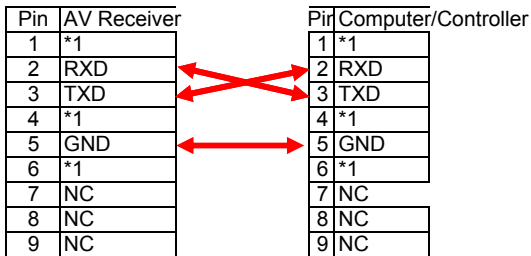 Pin AV Receiver Pin Computer/Controller
1 *1 1 *1
2 RXD 2 RXD
3 TXD 3 TXD
4 *1 4 *1
5 GND 5 GND
6 *1 6 *1
7 NC 7 NC
8 NC 8 NC
9 NC 9 NC